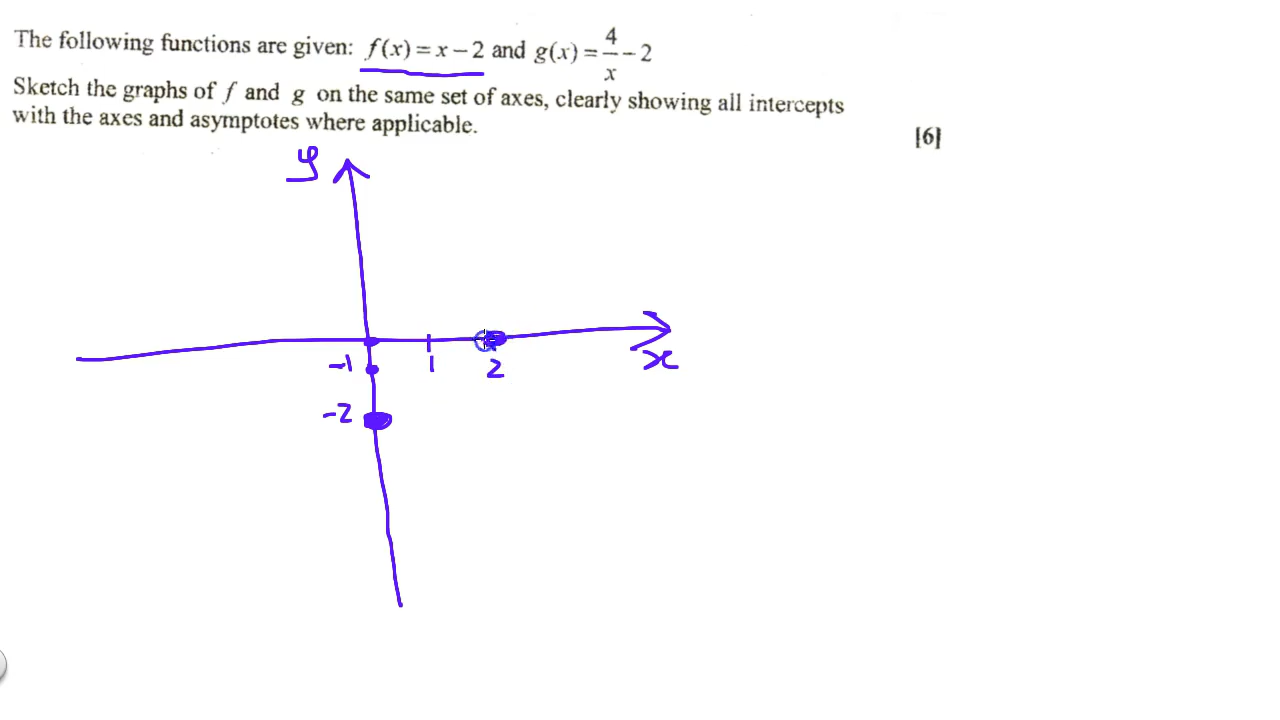 The following functions are given: f(x) = x − 2 and g(x) = 4/x − 2
Sketch the graphs of f and g on the same set of axes, clearly showing all intercepts
with the axes and asymptotes where applicable.
[6]
y
-1
1
2
x
-2